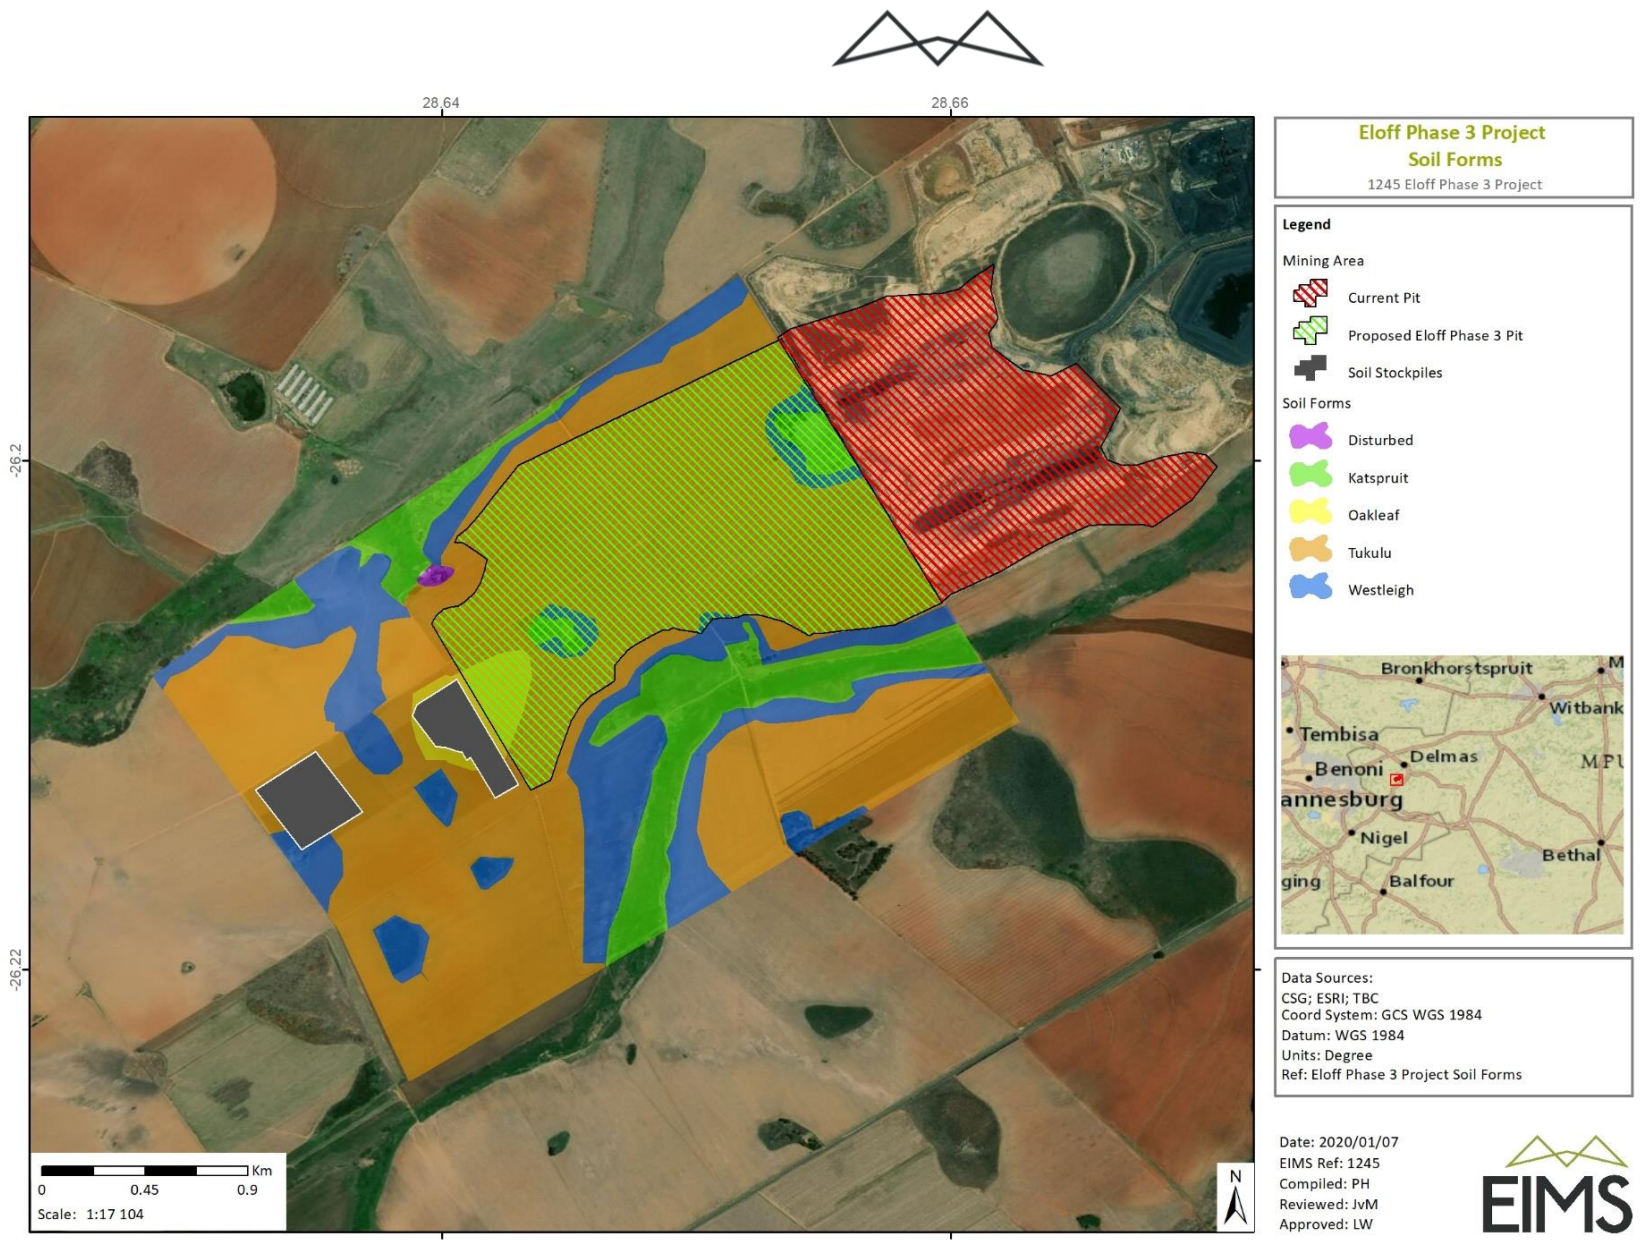 28.64
28.66
-26.2
-26.22
Km
0
0.45
0.9
Scale: 1:17 104
N
Eloff Phase 3 Project
Soil Forms
1245 Eloff Phase 3 Project
Legend
Mining Area
Current Pit
Proposed Eloff Phase 3 Pit
Soil Stockpiles
Soil Forms
Disturbed
Katspruit
Oakleaf
Tukulu
Westleigh
Bronkhorstspruit
M
Witbank
Tembisa
Delmas
MPU
Benoni
annesburg
Nigel
Bethal
ging
Balfour
Data Sources:
CSG; ESRI; TBC
Coord System: GCS WGS 1984
Datum: WGS 1984
Units: Degree
Ref: Eloff Phase 3 Project Soil Forms
Date: 2020/01/07
EIMS Ref: 1245
Compiled: PH
Reviewed: JvM
Approved: LW
EIMS